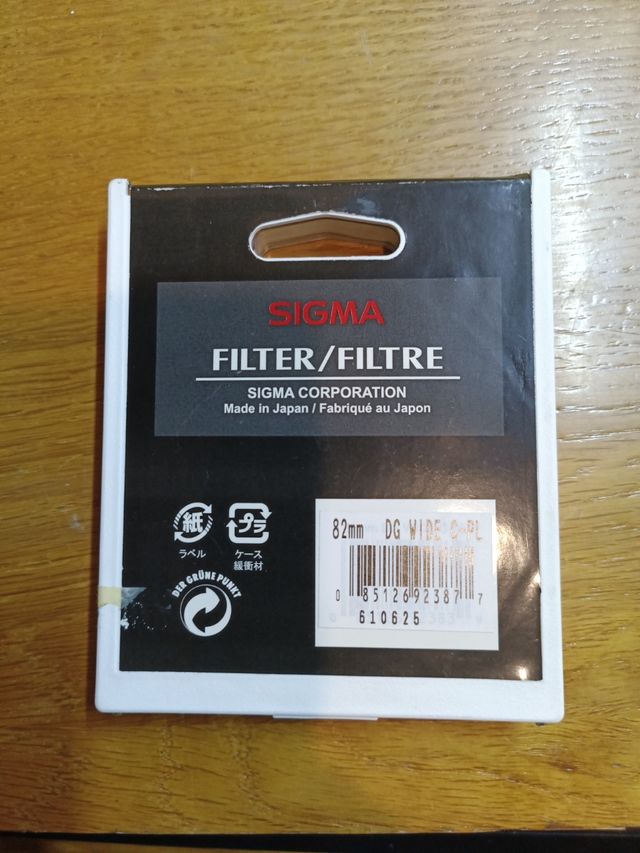 SIGMA
FILTER/FILTRE
SIGMA CORPORATION
Made in Japan / Fabriqué au Japon
紙
ラベル
プラ
ケース
緩衝材
DER GRÜNE PUNKT
82mm DG WIDE C-PL
0 85126 92387 7
610625